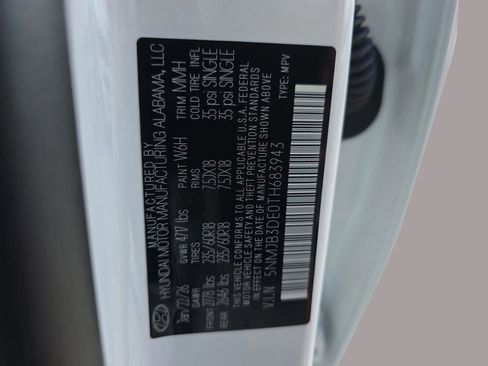 MANUFACTURED BY
HYUNDAI MOTOR MANUFACTURING ALABAMA, LLC
Jan/22/26 GVWR 4717 lbs PAINT W6H TRIM MMH
GAWR TIRES RIMS COLD TIRE INFL
FRONT 2778 lbs 235/60R18 7.5JX18 35 psi SINGLE
REAR 2646 lbs 235/60R18 7.5JX18 35 psi SINGLE
THIS VEHICLE CONFORMS TO ALL APPLICABLE U.S.A. FEDERAL
MOTOR VEHICLE SAFETY AND THEFT PREVENTION STANDARDS
IN EFFECT ON THE DATE OF MANUFACTURE SHOWN ABOVE
V.I.N 5NMJB3DE0TH683943 TYPE: MPV